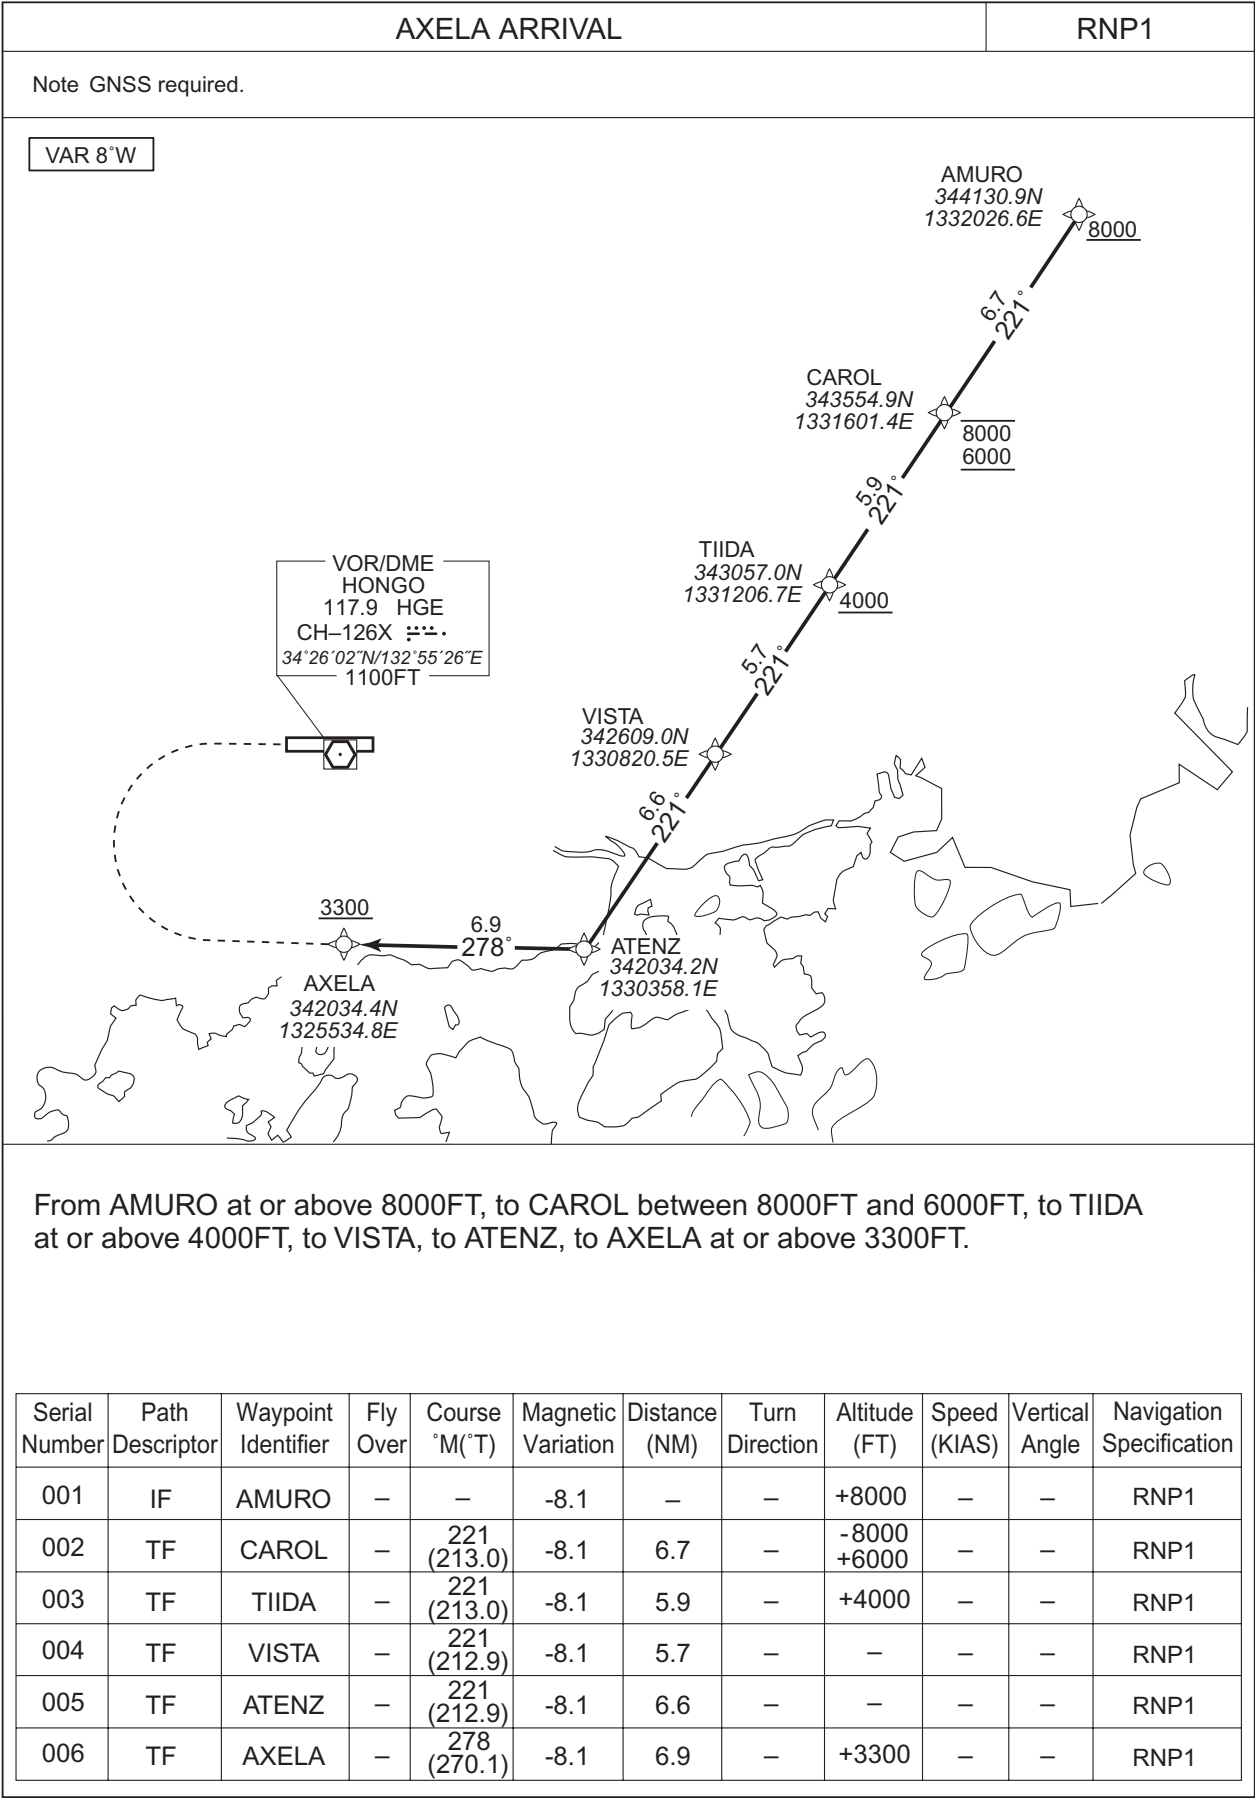 AXELA ARRIVAL
RNP1
Note GNSS required.
VAR 8˚W
AMURO
344130.9N
1332026.6E
8000
6.7
221˚
CAROL
343554.9N
1331601.4E
8000
6000
5.9
221˚
TIIDA
343057.0N
1331206.7E
4000
5.7
221˚
VOR/DME
HONGO
117.9 HGE
CH–126X
34˚26´02˝N/132˚55´26˝E
1100FT
VISTA
342609.0N
1330820.5E
6.6
221˚
3300
6.9
278˚
ATENZ
342034.2N
1330358.1E
AXELA
342034.4N
1325534.8E
From AMURO at or above 8000FT, to CAROL between 8000FT and 6000FT, to TIIDA
at or above 4000FT, to VISTA, to ATENZ, to AXELA at or above 3300FT.
Serial Number Path Descriptor Waypoint Identifier Fly Over Course ˚M(˚T) Magnetic Variation Distance (NM) Turn Direction Altitude (FT) Speed (KIAS) Vertical Angle Navigation Specification
001 IF AMURO – – -8.1 – – +8000 – – RNP1
002 TF CAROL – 221 (213.0) -8.1 6.7 – -8000 +6000 – – RNP1
003 TF TIIDA – 221 (213.0) -8.1 5.9 – +4000 – – RNP1
004 TF VISTA – 221 (212.9) -8.1 5.7 – – – – RNP1
005 TF ATENZ – 221 (212.9) -8.1 6.6 – – – – RNP1
006 TF AXELA – 278 (270.1) -8.1 6.9 – +3300 – – RNP1